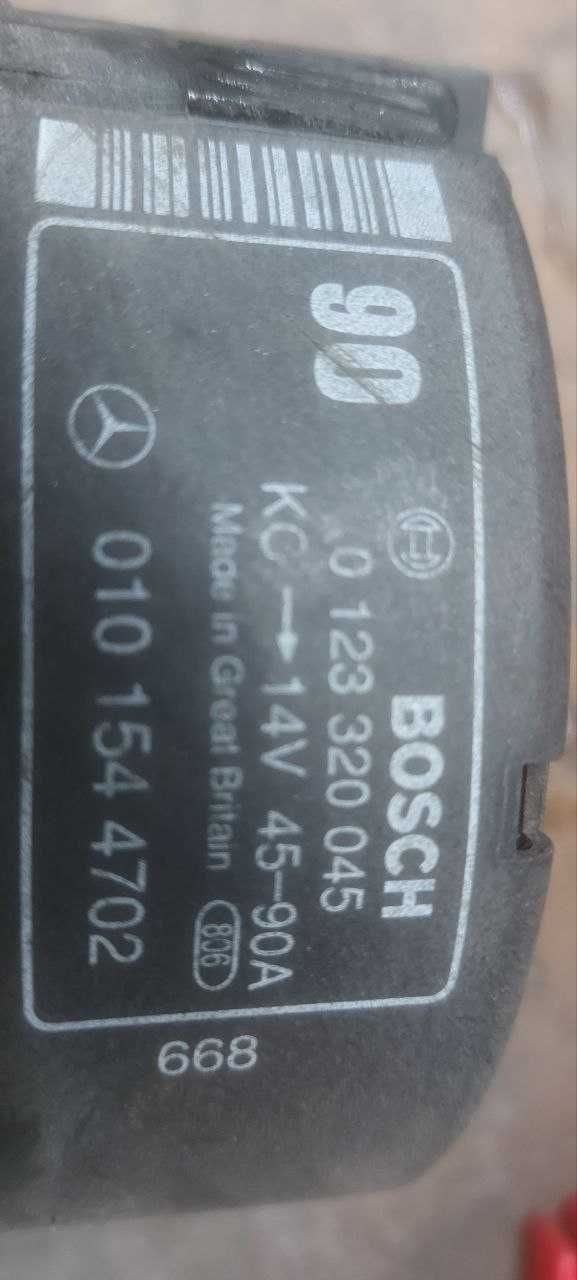 90
BOSCH
0 123 320 045
KC → 14V 45-90A
Made in Great Britain 806
010 154 4702
668